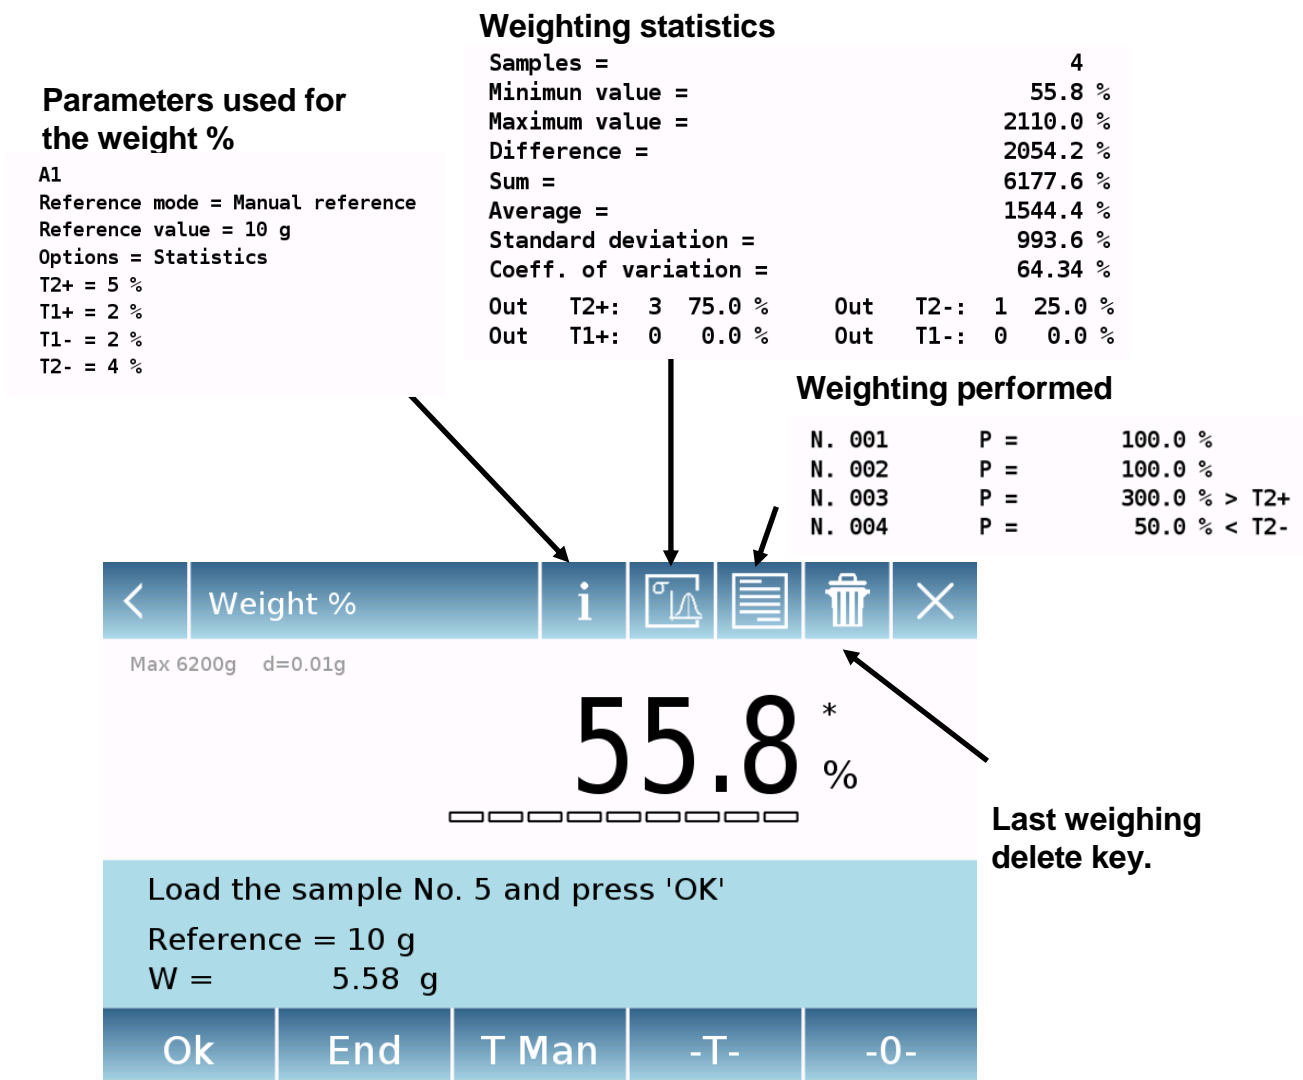 Weighting statistics
Samples = 4
Minimun value = 55.8 %
Maximum value = 2110.0 %
Difference = 2054.2 %
Sum = 6177.6 %
Average = 1544.4 %
Standard deviation = 993.6 %
Coeff. of variation = 64.34 %
Out T2+: 3 75.0 % Out T2-: 1 25.0 %
Out T1+: 0 0.0 % Out T1-: 0 0.0 %
Parameters used for
the weight %
A1
Reference mode = Manual reference
Reference value = 10 g
Options = Statistics
T2+ = 5 %
T1+ = 2 %
T1- = 2 %
T2- = 4 %
Weighting performed
N. 001 P = 100.0 %
N. 002 P = 100.0 %
N. 003 P = 300.0 % > T2+
N. 004 P = 50.0 % < T2-
Weight % i σ
Max 6200g d=0.01g
55.8 * %
Last weighing
delete key.
Load the sample No. 5 and press 'OK'
Reference = 10 g
W = 5.58 g
Ok End T Man -T- -0-